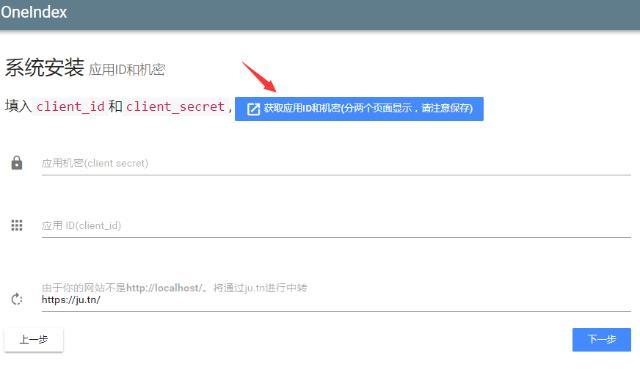 OneIndex
系统安装 应用ID和机密
填入 client_id 和 client_secret , 获取应用ID和机密(分两个页面显示，请注意保存)
应用机密(client secret)
应用 ID(client_id)
由于你的网站不是http://localhost/。将通过ju.tn进行中转
https://ju.tn/
上一步 下一步